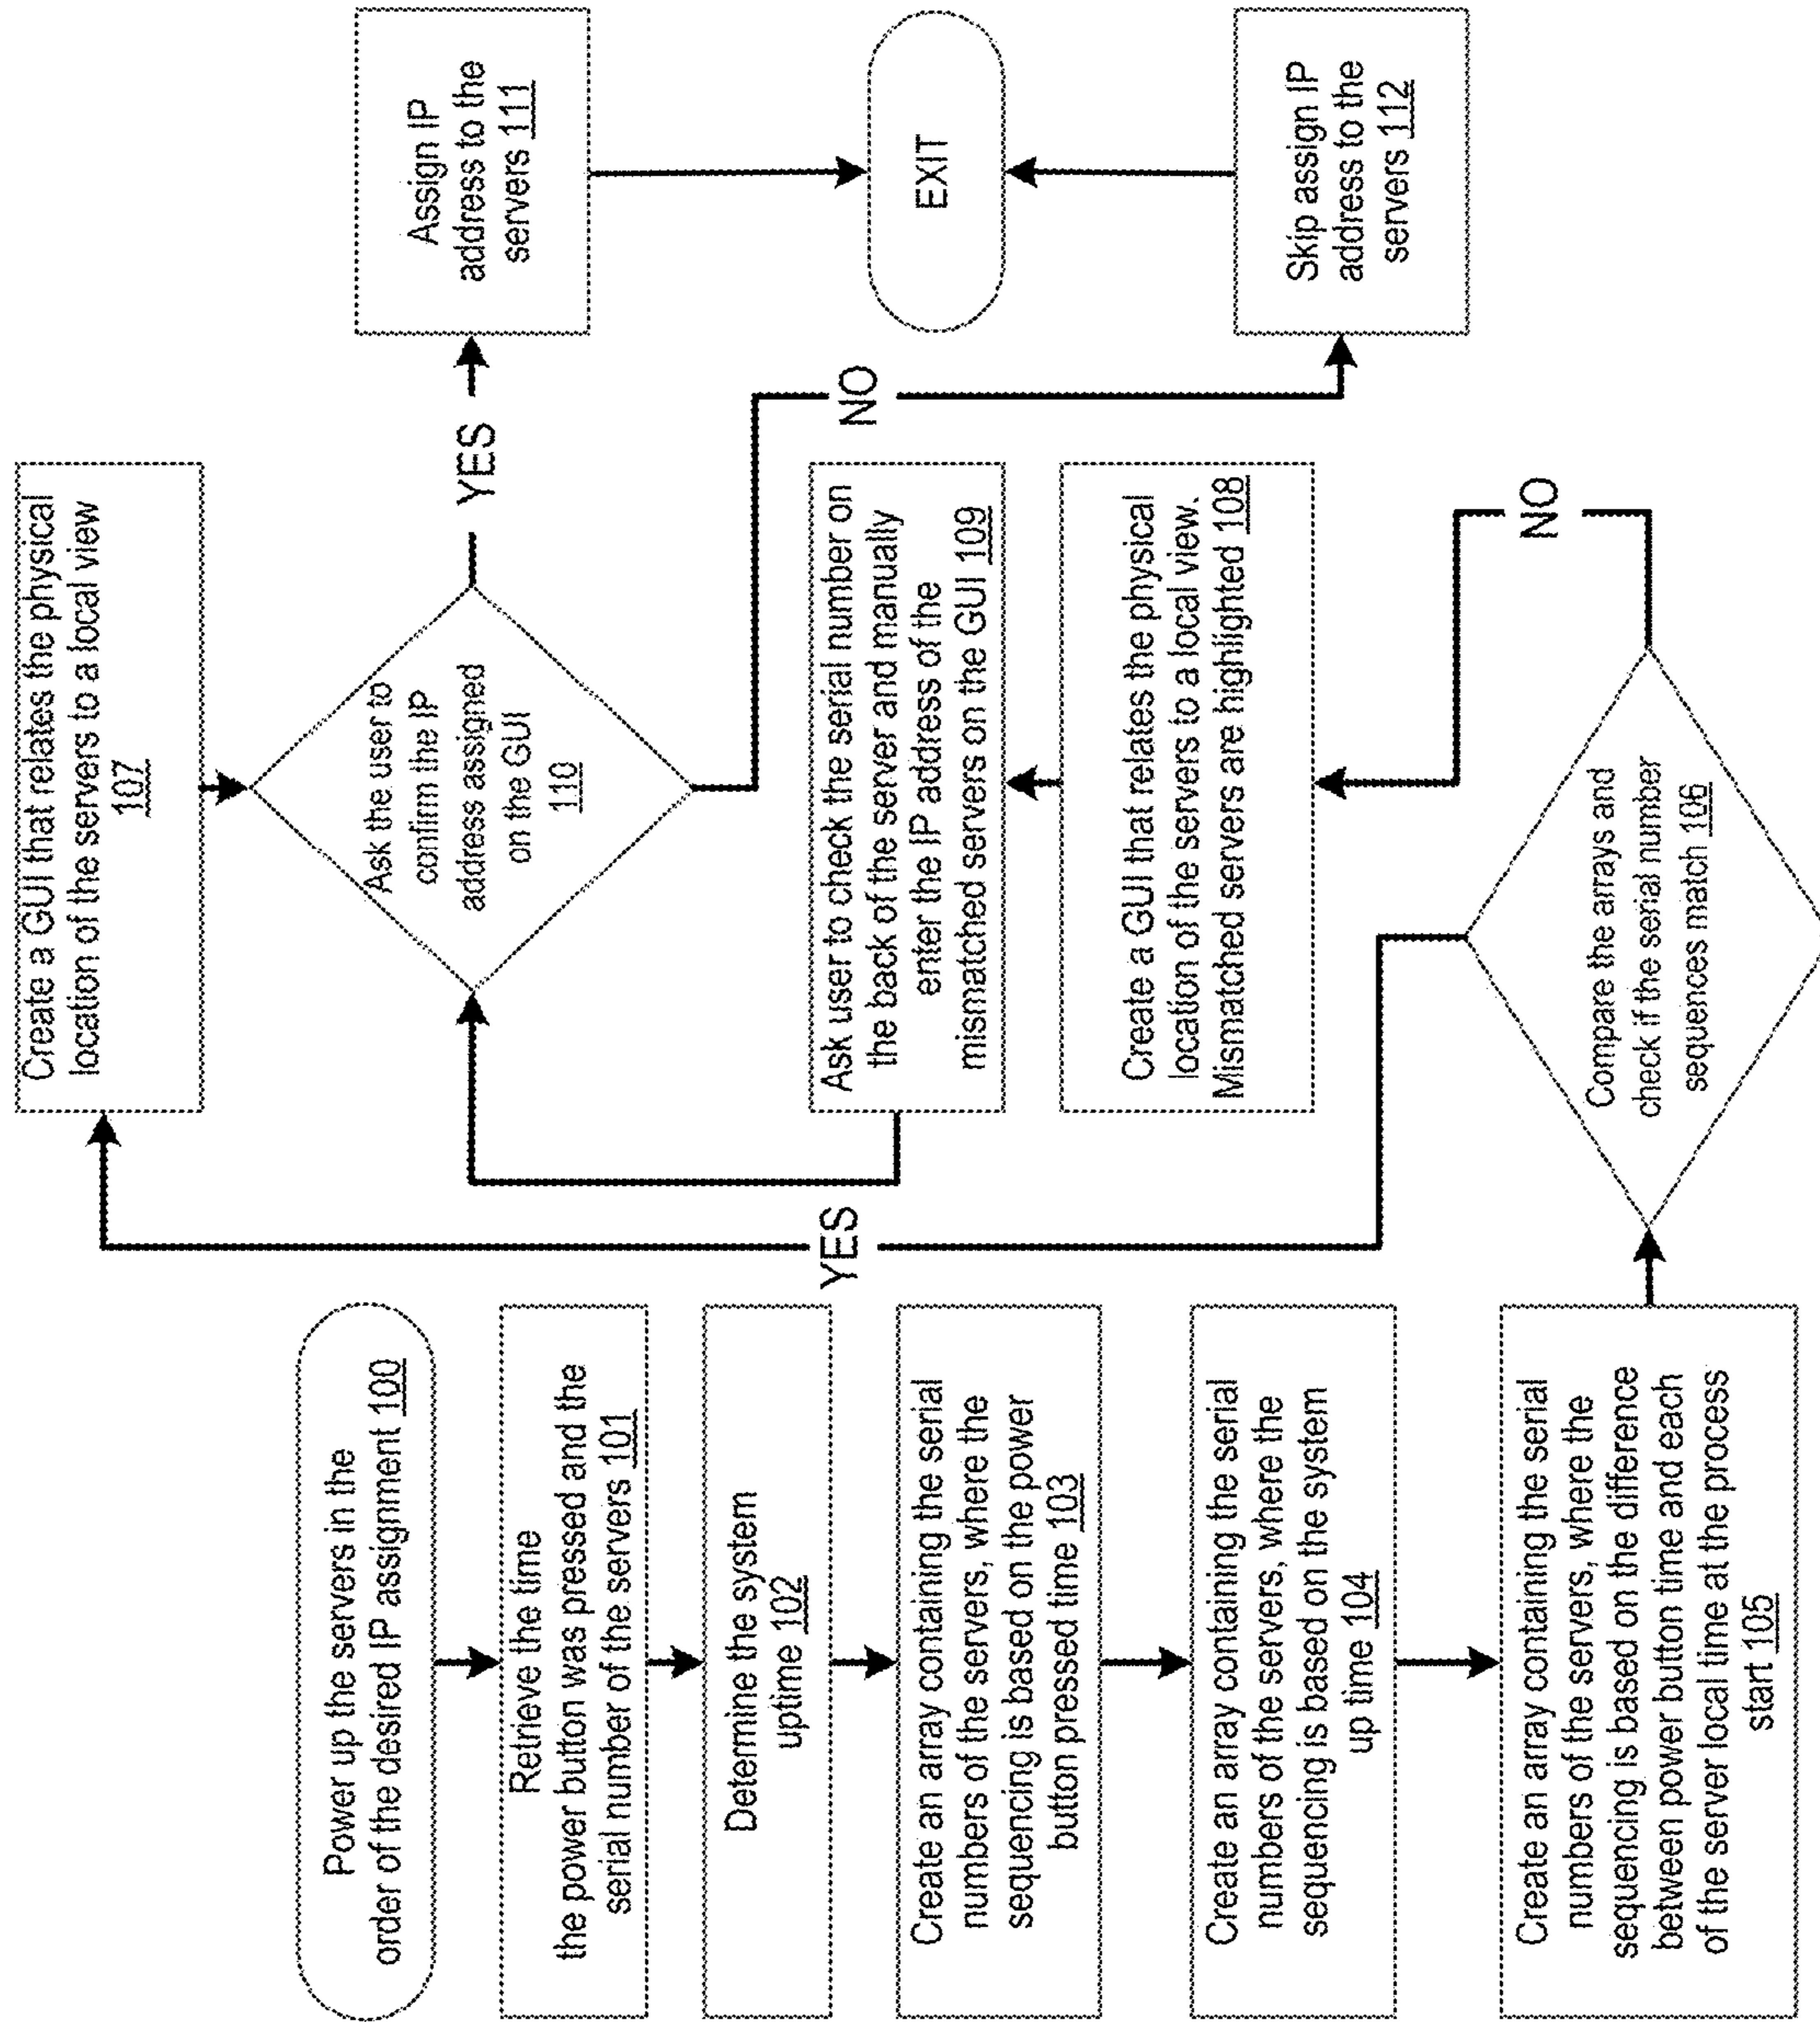 Power up the servers in the
order of the desired IP assignment 100
Retrieve the time
the power button was pressed and the
serial number of the servers 101
Determine the system
uptime 102
Create an array containing the serial
numbers of the servers, where the
sequencing is based on the power
button pressed time 103
Create an array containing the serial
numbers of the servers, where the
sequencing is based on the system
up time 104
Create an array containing the serial
numbers of the servers, where the
sequencing is based on the difference
between power button time and each
of the server local time at the process
start 105
Compare the arrays and
check if the serial number
sequences match 106
YES
NO
Create a GUI that relates the physical
location of the servers to a local view
107
Create a GUI that relates the physical
location of the servers to a local view.
Mismatched servers are highlighted 108
Ask user to check the serial number on
the back of the server and manually
enter the IP address of the
mismatched servers on the GUI 109
Ask the user to
confirm the IP
address assigned
on the GUI
110
YES
NO
Assign IP
address to the
servers 111
Skip assign IP
address to the
servers 112
EXIT